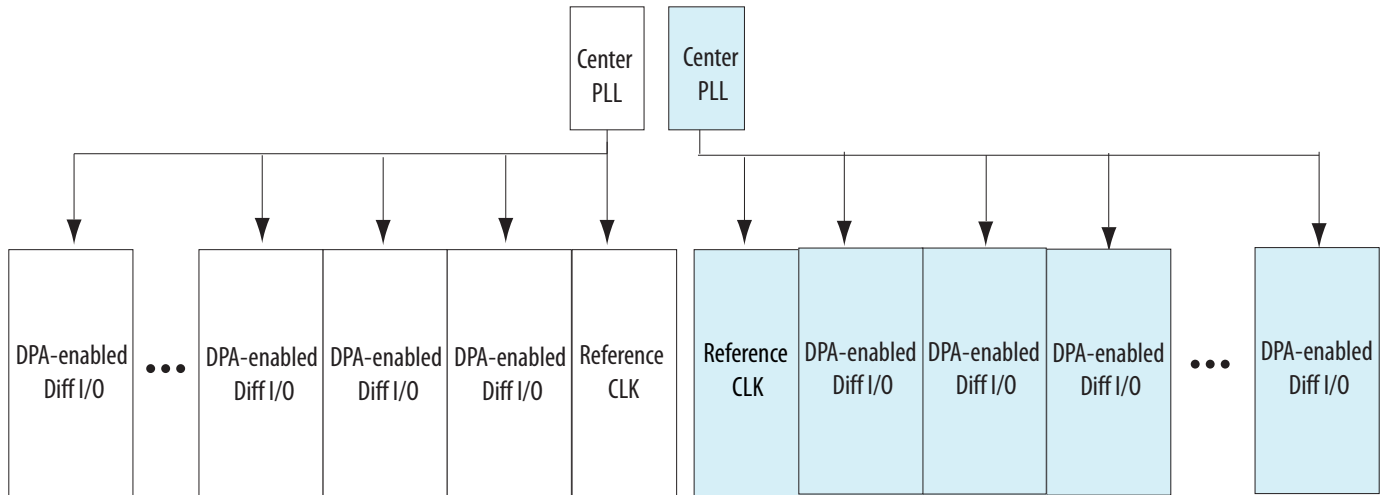 Center
PLL
Center
PLL
DPA-enabled
Diff I/O
•••
DPA-enabled
Diff I/O
DPA-enabled
Diff I/O
DPA-enabled
Diff I/O
Reference
CLK
Reference
CLK
DPA-enabled
Diff I/O
DPA-enabled
Diff I/O
DPA-enabled
Diff I/O
•••
DPA-enabled
Diff I/O